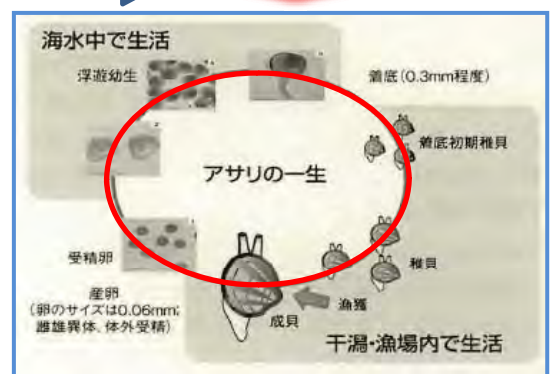 海水中で生活
浮遊幼生
着底(0.3mm程度)
着底初期稚貝
アサリの一生
稚貝
受精卵
産卵
(卵のサイズは0.06mm;
雌雄異体、体外受精)
漁獲
成貝
干潟・漁場内で生活